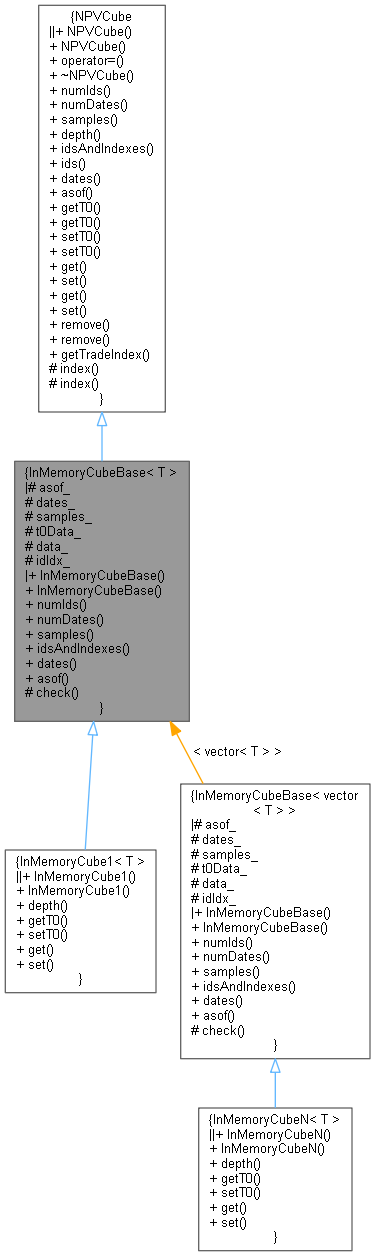 {NPVCube
||+ NPVCube()
+ NPVCube()
+ operator=()
+ ~NPVCube()
+ numIds()
+ numDates()
+ samples()
+ depth()
+ idsAndIndexes()
+ ids()
+ dates()
+ asof()
+ getT0()
+ getT0()
+ setT0()
+ setT0()
+ get()
+ set()
+ get()
+ set()
+ remove()
+ remove()
+ getTradeIndex()
# index()
# index()
}
{InMemoryCubeBase< T >
|# asof_
# dates_
# samples_
# t0Data_
# data_
# idIdx_
|+ InMemoryCubeBase()
+ InMemoryCubeBase()
+ numIds()
+ numDates()
+ samples()
+ idsAndIndexes()
+ dates()
+ asof()
# check()
}
< vector< T > >
{InMemoryCube1< T >
||+ InMemoryCube1()
+ InMemoryCube1()
+ depth()
+ getT0()
+ setT0()
+ get()
+ set()
}
{InMemoryCubeBase< vector
< T > >
|# asof_
# dates_
# samples_
# t0Data_
# data_
# idIdx_
|+ InMemoryCubeBase()
+ InMemoryCubeBase()
+ numIds()
+ numDates()
+ samples()
+ idsAndIndexes()
+ dates()
+ asof()
# check()
}
{InMemoryCubeN< T >
||+ InMemoryCubeN()
+ InMemoryCubeN()
+ depth()
+ getT0()
+ setT0()
+ get()
+ set()
}